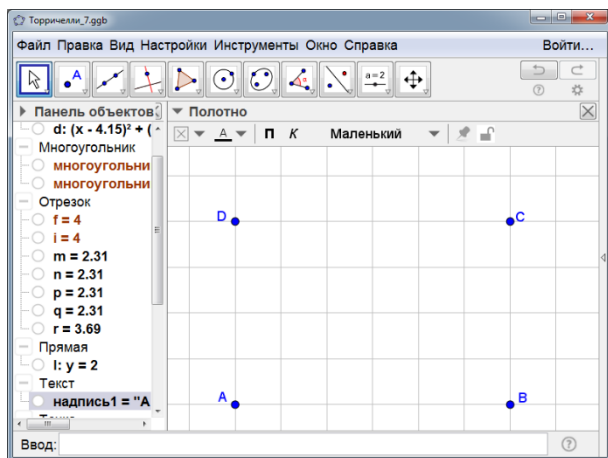 Торричелли_7.ggb
Файл Правка Вид Настройки Инструменты Окно Справка Войти...
A
a=2
Панель объектов
Полотно
d: (x - 4.15)² + (
A П К Маленький
Многоугольник
многоугольни
многоугольни
Отрезок
f = 4
i = 4
m = 2.31
n = 2.31
p = 2.31
q = 2.31
r = 3.69
Прямая
l: y = 2
Текст
надпись1 = "A
D C
A B
Ввод: